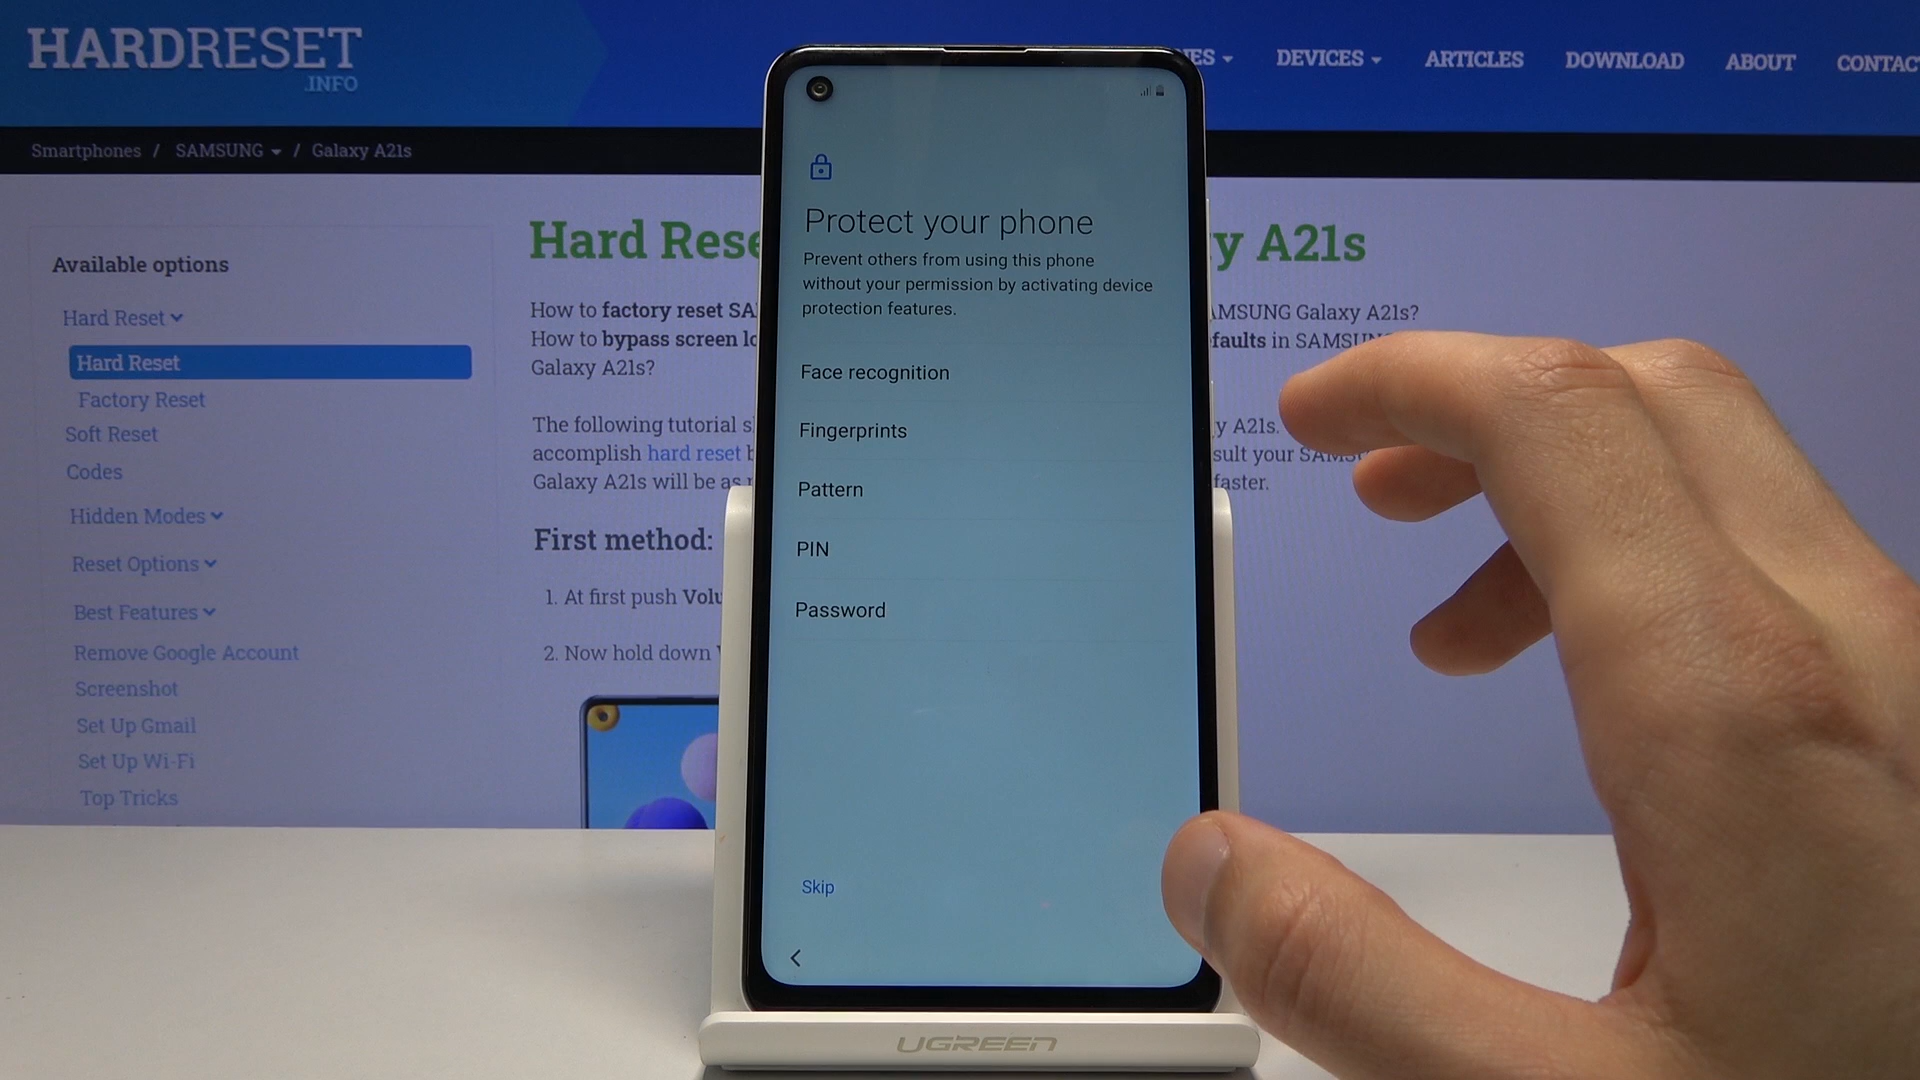 HARDRESET
.INFO
DEVICES
ARTICLES
DOWNLOAD
ABOUT
Smartphones / SAMSUNG / Galaxy A21s
Available options
Hard Reset
Hard Reset
Factory Reset
Soft Reset
Codes
Hidden Modes
Reset Options
Best Features
Remove Google Account
Screenshot
Set Up Gmail
Set Up Wi-Fi
Top Tricks
Hard Rese
y A21s
How to factory reset SA
AMSUNG Galaxy A21s?
How to bypass screen lo
faults in SAMSUN
Galaxy A21s?
The following tutorial s
y A21s.
accomplish hard reset b
sult your SAMSU
Galaxy A21s will be as
faster.
First method:
1. At first push Volu
2. Now hold down
Protect your phone
Prevent others from using this phone
without your permission by activating device
protection features.
Face recognition
Fingerprints
Pattern
PIN
Password
Skip
UGREEN